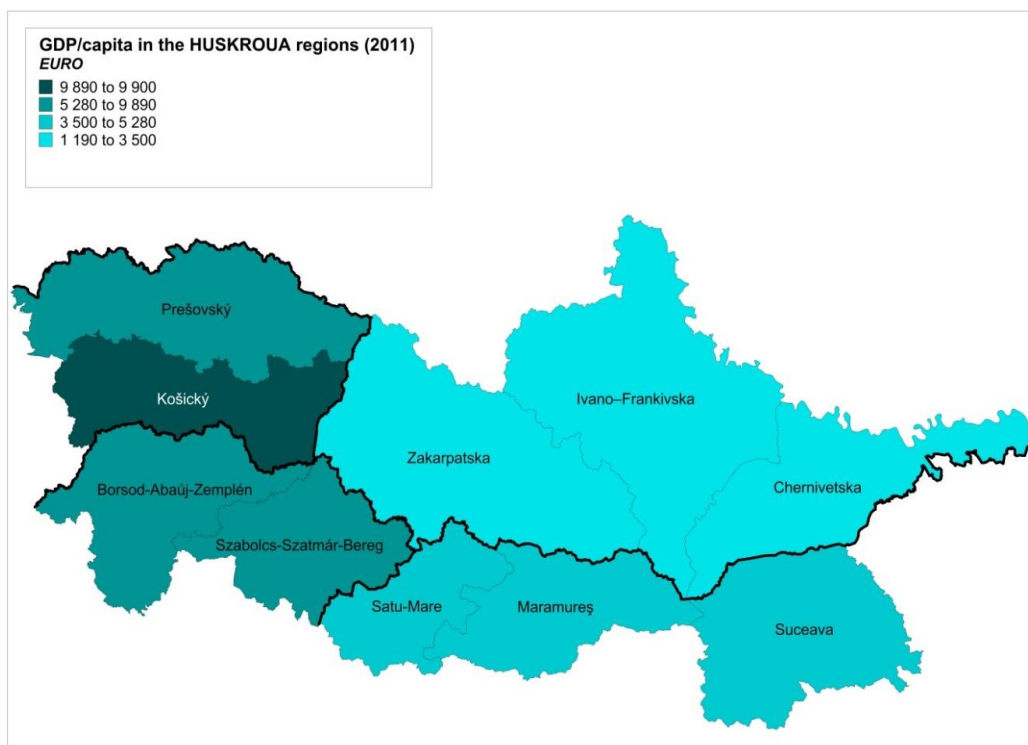 GDP/capita in the HUSKROUA regions (2011)
EURO
9 890 to 9 900
5 280 to 9 890
3 500 to 5 280
1 190 to 3 500
Prešovský
Košický
Ivano–Frankivska
Zakarpatska
Borsod-Abaúj-Zemplén
Chernivetska
Szabolcs-Szatmár-Bereg
Satu-Mare
Maramureş
Suceava